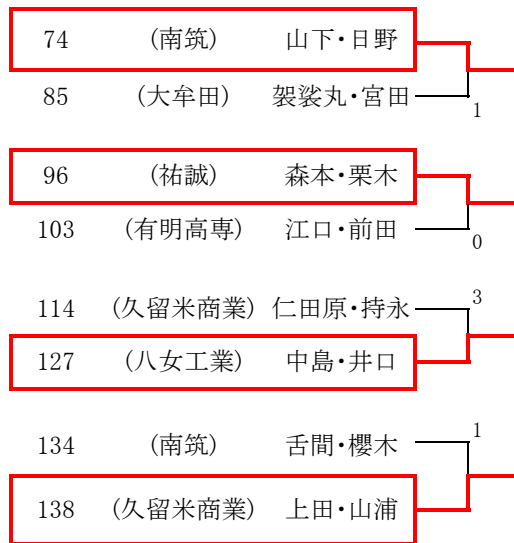 74 (南筑) 山下・日野
85 (大牟田) 袈裟丸・宮田
1
96 (祐誠) 森本・栗木
103 (有明高専) 江口・前田
0
114 (久留米商業) 仁田原・持永 3
127 (八女工業) 中島・井口
134 (南筑) 舌間・櫻木 1
138 (久留米商業) 上田・山浦